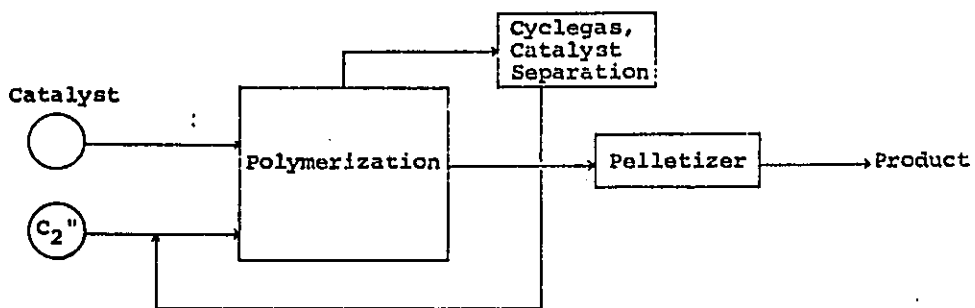 Cyclegas,
Catalyst
Separation
Catalyst
Polymerization
Pelletizer
Product
C2"